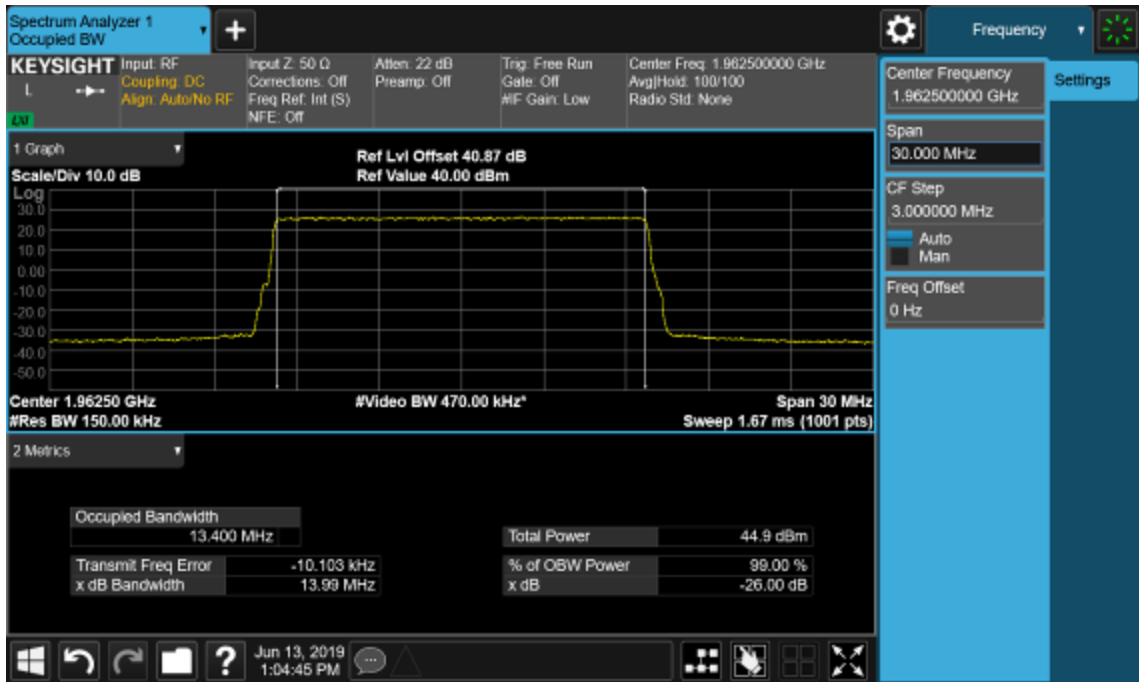 Spectrum Analyzer 1
Occupied BW
+
Frequency
KEYSIGHT
L
LXI
Input: RF
Coupling: DC
Align: Auto/No RF
Input Z: 50 Ω
Corrections: Off
Freq Ref: Int (S)
NFE: Off
Atten: 22 dB
Preamp: Off
Trig: Free Run
Gate: Off
#IF Gain: Low
Center Freq: 1.962500000 GHz
Avg|Hold: 100/100
Radio Std: None
Center Frequency
1.962500000 GHz
Settings
Span
30.000 MHz
CF Step
3.000000 MHz
Auto
Man
Freq Offset
0 Hz
1 Graph
Scale/Div 10.0 dB
Ref Lvl Offset 40.87 dB
Ref Value 40.00 dBm
Log
30.0
20.0
10.0
0.00
-10.0
-20.0
-30.0
-40.0
-50.0
Center 1.96250 GHz
#Video BW 470.00 kHz*
Span 30 MHz
#Res BW 150.00 kHz
Sweep 1.67 ms (1001 pts)
2 Metrics
Occupied Bandwidth
13.400 MHz
Total Power 44.9 dBm
Transmit Freq Error -10.103 kHz
% of OBW Power 99.00 %
x dB Bandwidth 13.99 MHz
x dB -26.00 dB
?
Jun 13, 2019
1:04:45 PM